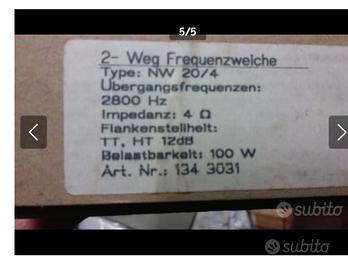 5/5
2- Weg Frequenzweiche
Type: NW 20/4
Übergangsfrequenzen:
2800 Hz
Impedanz: 4 Ω
Flankensteilheit:
TT, HT 12dB
Belastbarkeit: 100 W
Art. Nr.: 134 3031
subito
subito